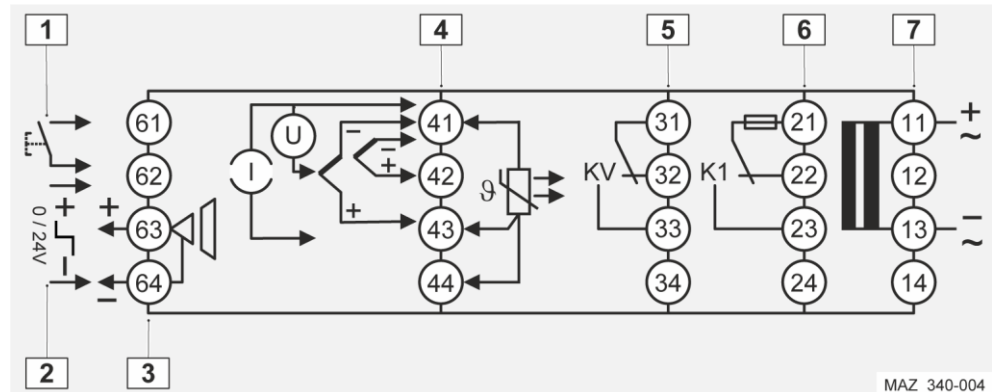 1 4 5 6 7
61 41 31 21 11 +
~
U − −
62 I + 42 ϑ KV 32 K1 22 12
+ + 63 + 43 33 23 13 −
~
0 / 24V
− − 64 44 34 24 14
2 3
MAZ 340-004